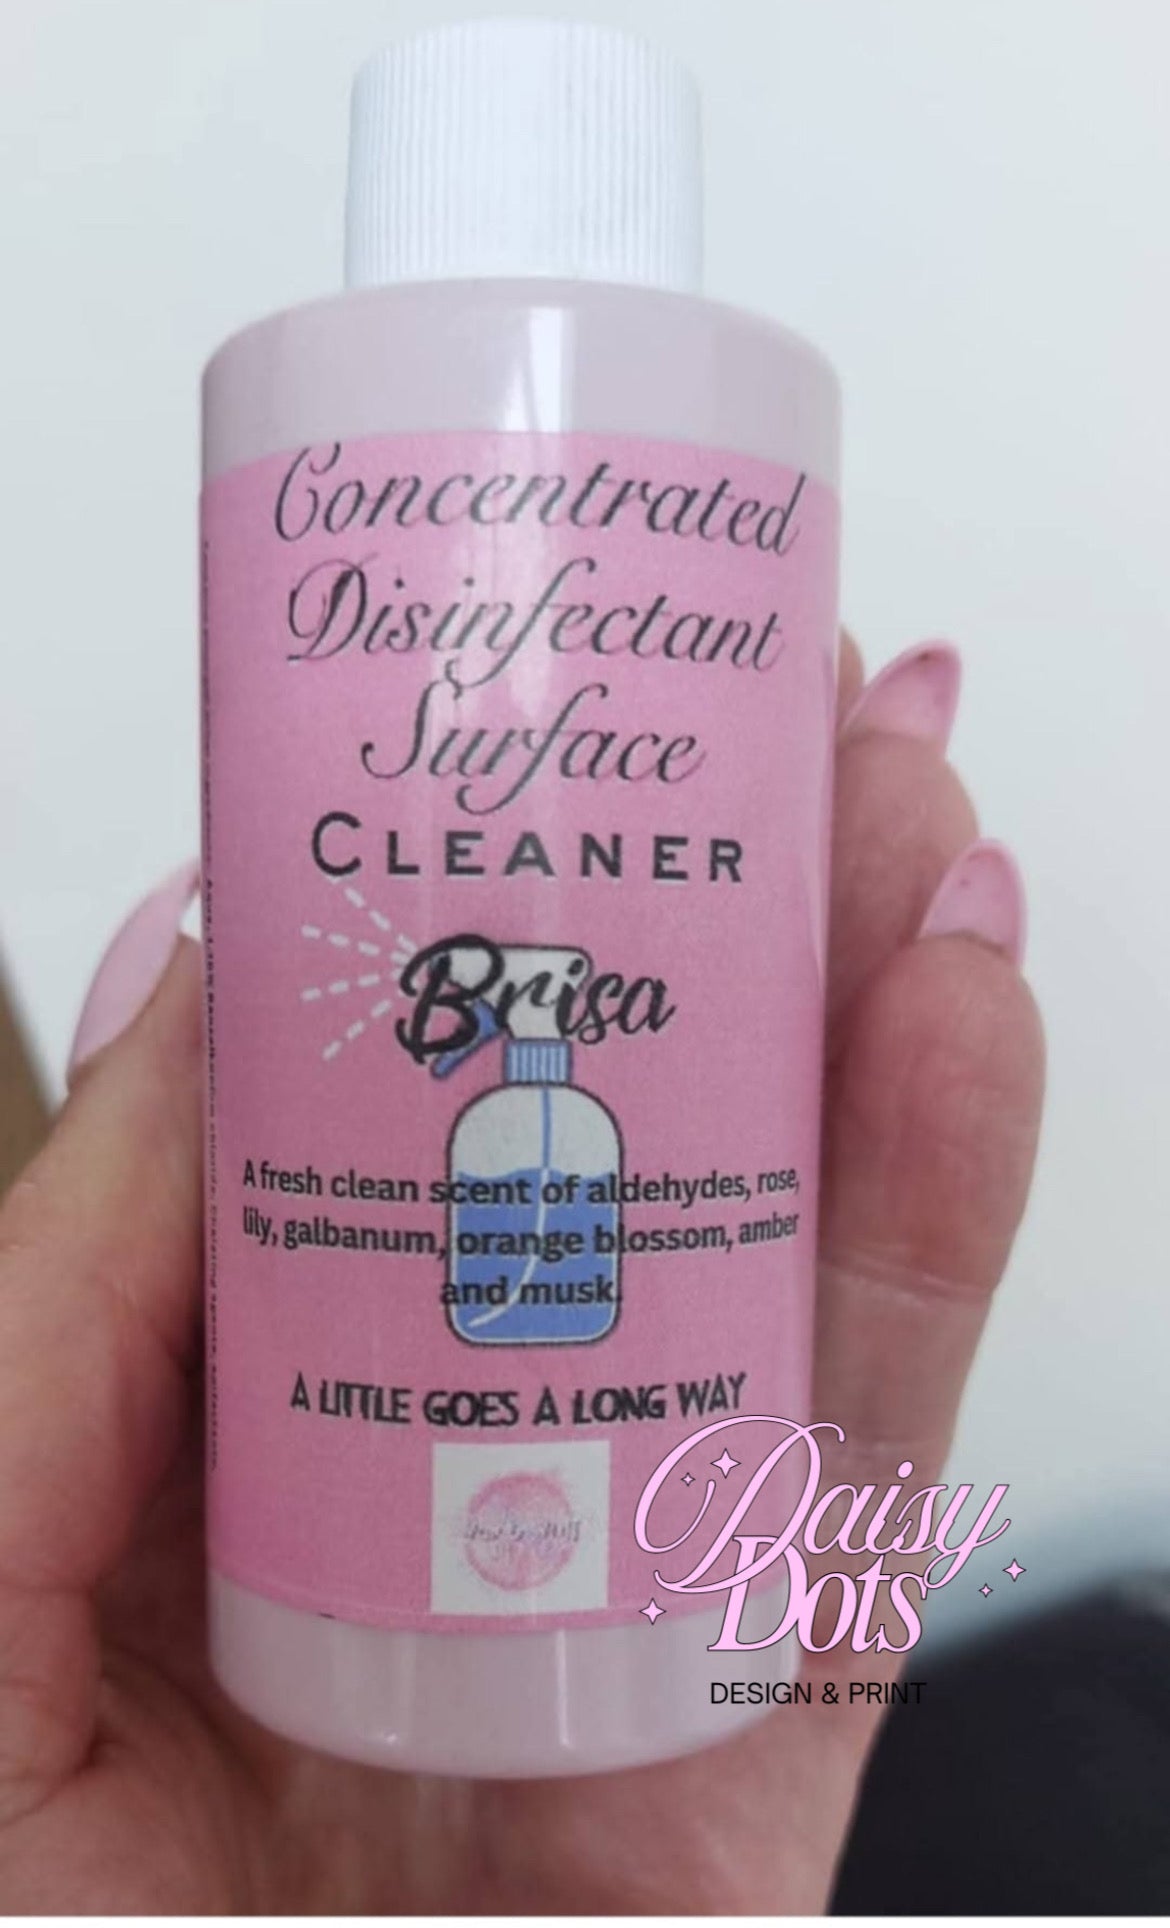 Concentrated
Disinfectant
Surface
CLEANER
Brisa
A fresh clean scent of aldehydes, rose,
lily, galbanum, orange blossom, amber
and musk.
A LITTLE GOES A LONG WAY
Daisy
Dots
DESIGN & PRINT